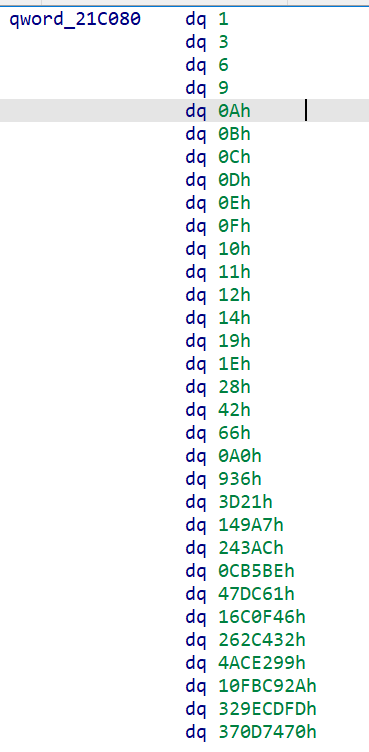 qword_21C080 dq 1
dq 3
dq 6
dq 9
dq 0Ah
dq 0Bh
dq 0Ch
dq 0Dh
dq 0Eh
dq 0Fh
dq 10h
dq 11h
dq 12h
dq 14h
dq 19h
dq 1Eh
dq 28h
dq 42h
dq 66h
dq 0A0h
dq 936h
dq 3D21h
dq 149A7h
dq 243ACh
dq 0CB5BEh
dq 47DC61h
dq 16C0F46h
dq 262C432h
dq 4ACE299h
dq 10FBC92Ah
dq 329ECDFDh
dq 370D7470h